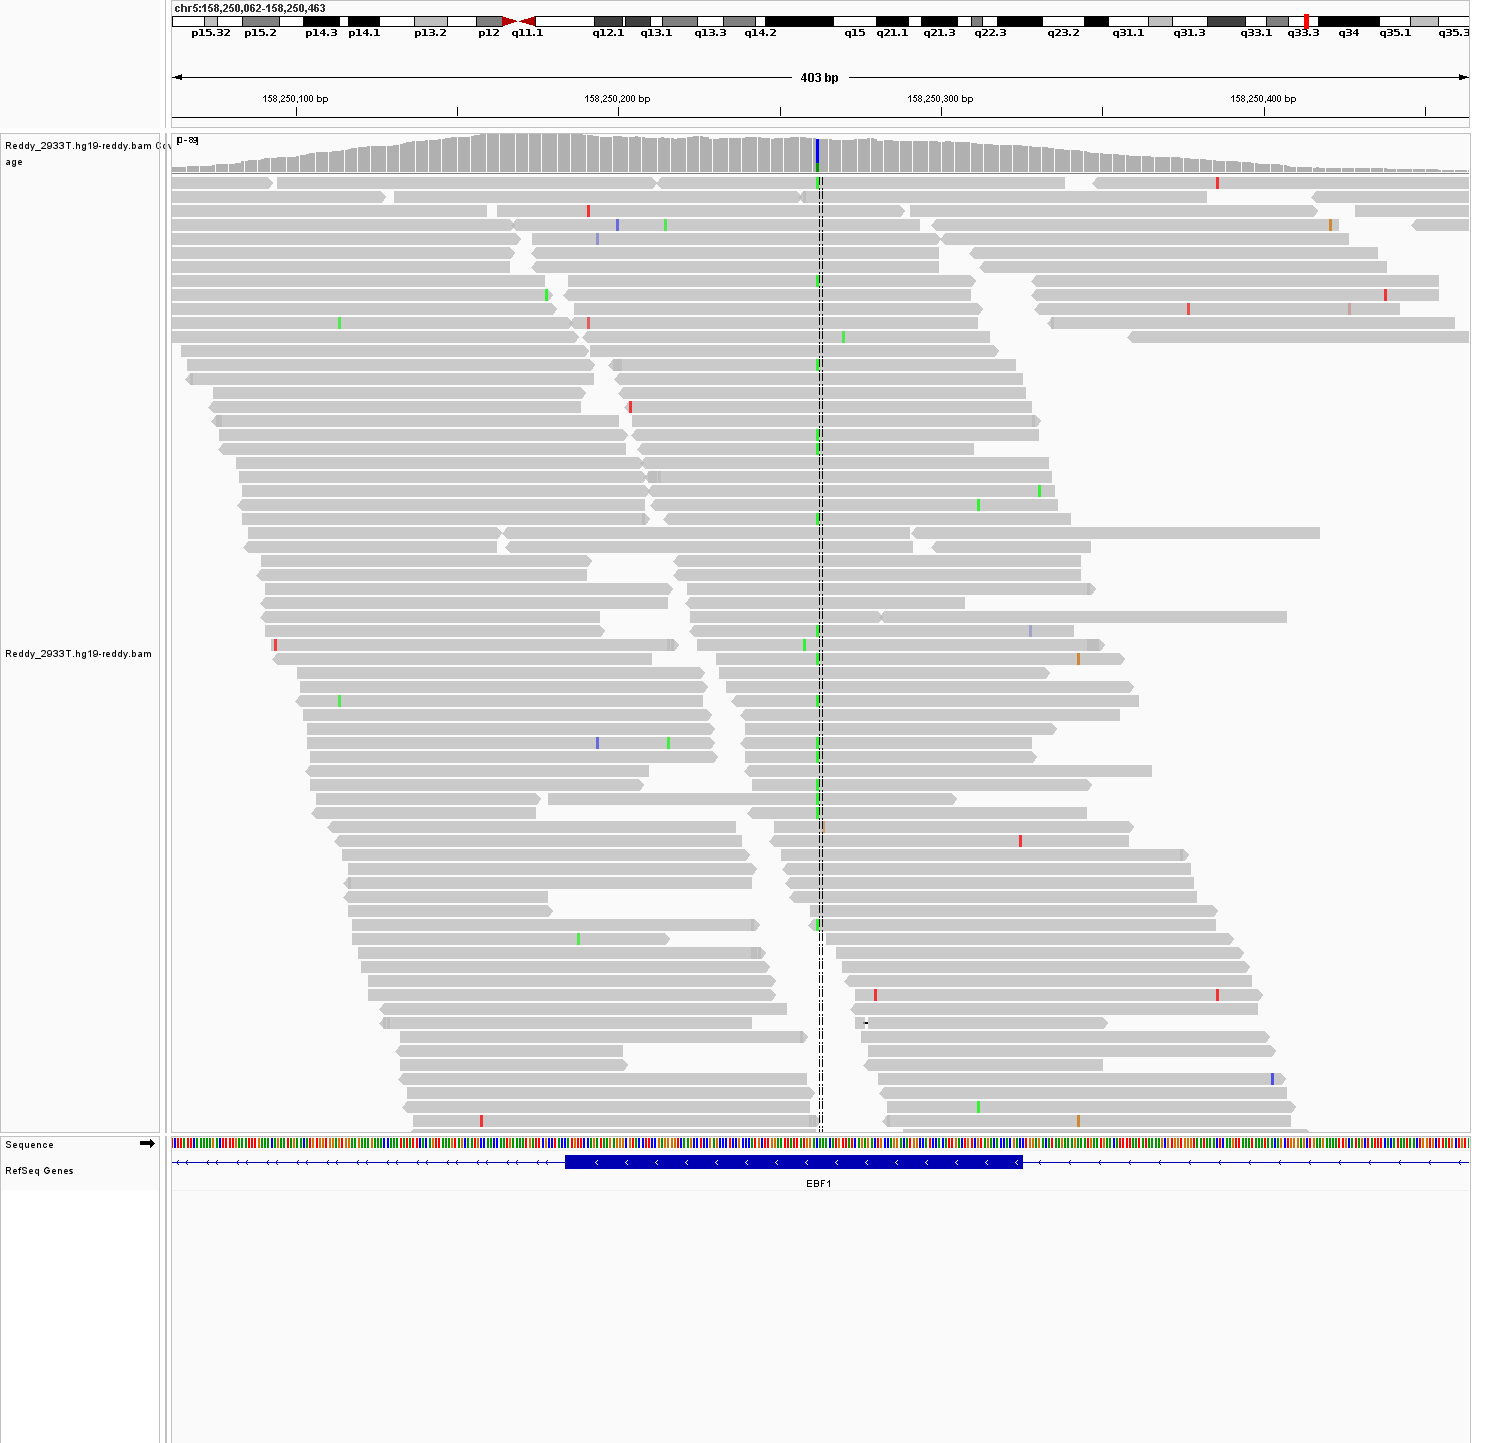 chr5:158,250,062-158,250,463
p15.32 p15.2 p14.3 p14.1 p13.2 p12 q11.1 q12.1 q13.1 q13.3 q14.2 q15 q21.1 q21.3 q22.3 q23.2 q31.1 q31.3 q33.1 q33.3 q34 q35.1 q35.3
403 bp
158,250,100 bp 158,250,200 bp 158,250,300 bp 158,250,400 bp
Reddy_2933T.hg19-reddy.bam Cov
age
[0-89]
Reddy_2933T.hg19-reddy.bam
Sequence
RefSeq Genes
EBF1